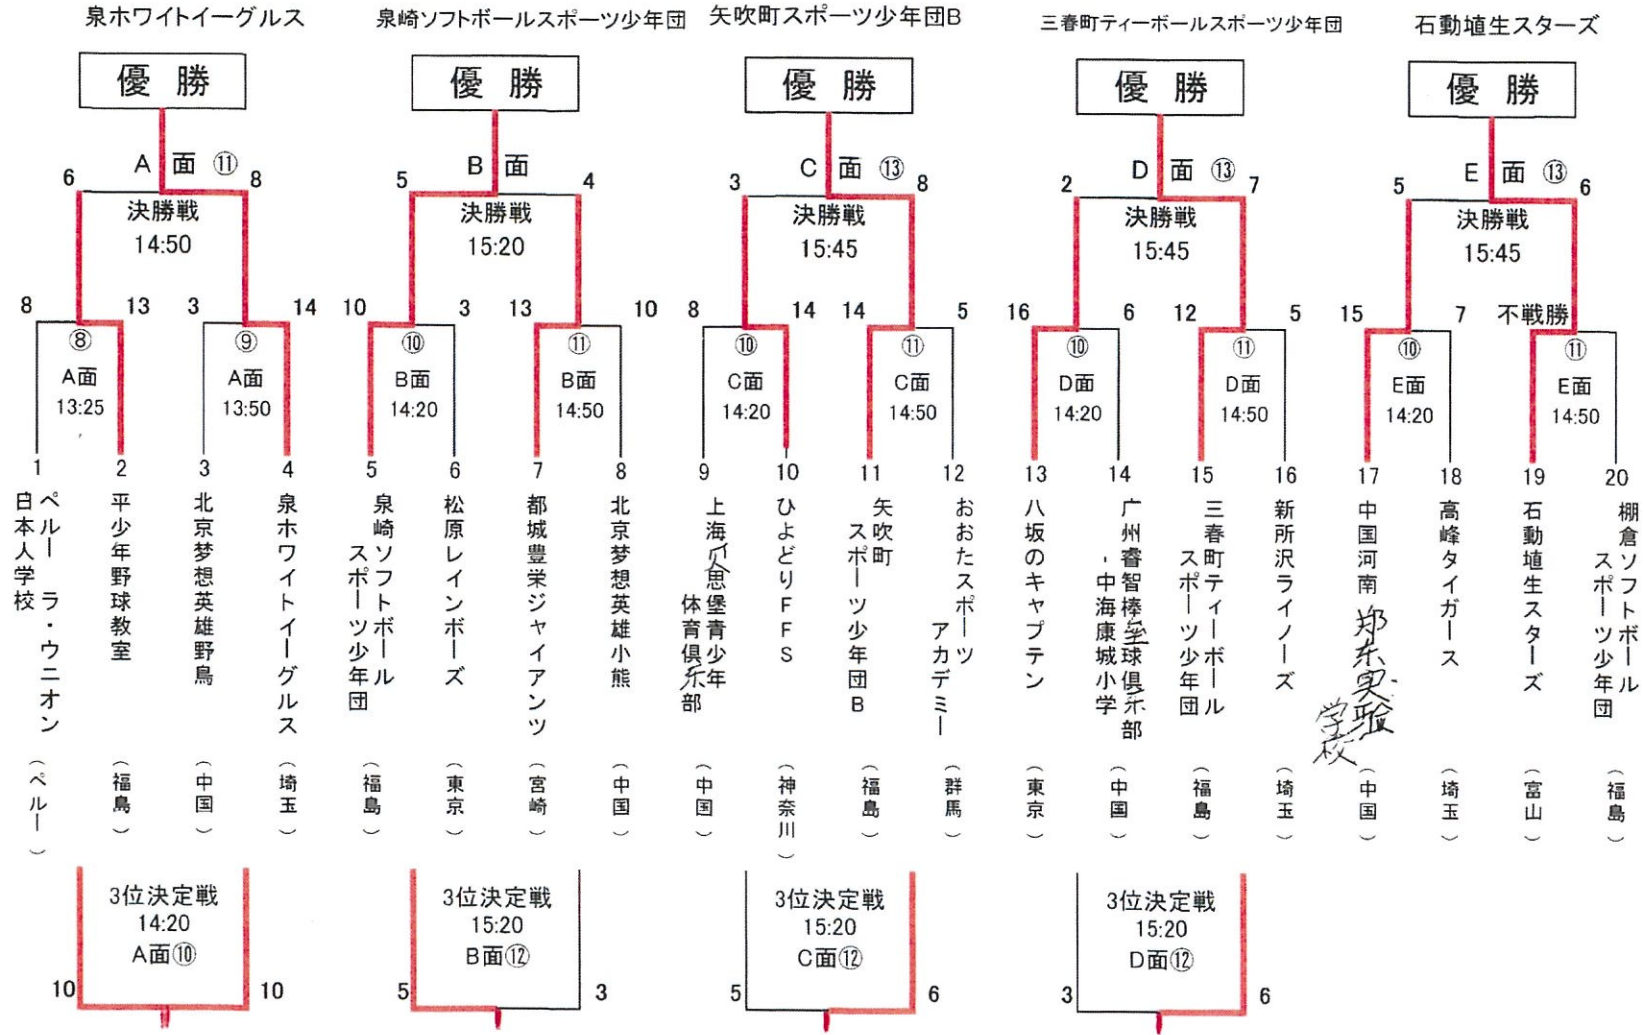 泉ホワイトイーグルス
泉崎ソフトボールスポーツ少年団
矢吹町スポーツ少年団B
三春町ティーボールスポーツ少年団
石動埴生スターズ
優 勝
優 勝
優 勝
優 勝
優 勝
A 面 ⑪
B 面
C 面 ⑬
D 面 ⑬
E 面 ⑬
6 8
5 4
3 8
2 7
5 6
決勝戦
14:50
決勝戦
15:20
決勝戦
15:45
決勝戦
15:45
決勝戦
15:45
8 13
3 14
10 3
13 10
8 14
14 5
16 6
12 5
15 7
不戦勝
⑧
A面
13:25
⑨
A面
13:50
⑩
B面
14:20
⑪
B面
14:50
⑩
C面
14:20
⑪
C面
14:50
⑩
D面
14:20
⑪
D面
14:50
⑩
E面
14:20
⑪
E面
14:50
1
ペルー ラ・ウニオン
日本人学校
(ペルー)
2
平少年野球教室
(福島)
3
北京梦想英雄野鳥
(中国)
4
泉ホワイトイーグルス
(埼玉)
5
泉崎ソフトボール
スポーツ少年団
(福島)
6
松原レインボーズ
(東京)
7
都城豊栄ジャイアンツ
(宮崎)
8
北京梦想英雄小熊
(中国)
9
上海贝思堡青少年
体育倶乐部
(中国)
10
ひよどりFFS
(神奈川)
11
矢吹町
スポーツ少年団B
(福島)
12
おおたスポーツ
アカデミー
(群馬)
13
八坂のキャプテン
(東京)
14
广州睿智棒垒球倶乐部
-中海康城小学
(中国)
15
三春町ティーボール
スポーツ少年団
(福島)
16
新所沢ライノーズ
(埼玉)
17
中国河南
郑东実验
学校
(中国)
18
高峰タイガース
(埼玉)
19
石動埴生スターズ
(富山)
20
棚倉ソフトボール
スポーツ少年団
(福島)
3位決定戦
14:20
A面⑩
10 10
3位決定戦
15:20
B面⑫
5 3
3位決定戦
15:20
C面⑫
5 6
3位決定戦
15:20
D面⑫
3 6